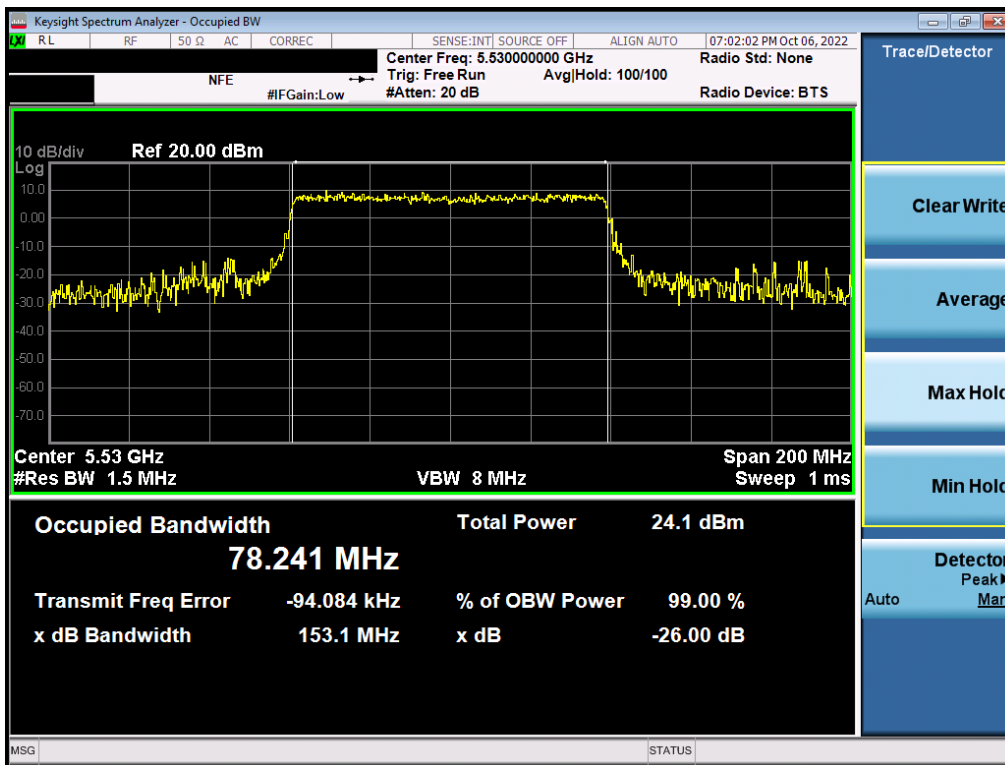 Keysight Spectrum Analyzer - Occupied BW
LXI RL RF 50 Ω AC CORREC SENSE:INT SOURCE OFF ALIGN AUTO 07:02:02 PM Oct 06, 2022
Center Freq: 5.530000000 GHz Radio Std: None
NFE Trig: Free Run Avg|Hold: 100/100
#IFGain:Low #Atten: 20 dB Radio Device: BTS
10 dB/div Ref 20.00 dBm
Log
10.0
0.00
-10.0
-20.0
-30.0
-40.0
-50.0
-60.0
-70.0
Center 5.53 GHz Span 200 MHz
#Res BW 1.5 MHz VBW 8 MHz Sweep 1 ms
Occupied Bandwidth Total Power 24.1 dBm
78.241 MHz
Transmit Freq Error -94.084 kHz % of OBW Power 99.00 %
x dB Bandwidth 153.1 MHz x dB -26.00 dB
MSG STATUS
Trace/Detector
Clear Write
Average
Max Hold
Min Hold
Detector
Peak
Auto Man